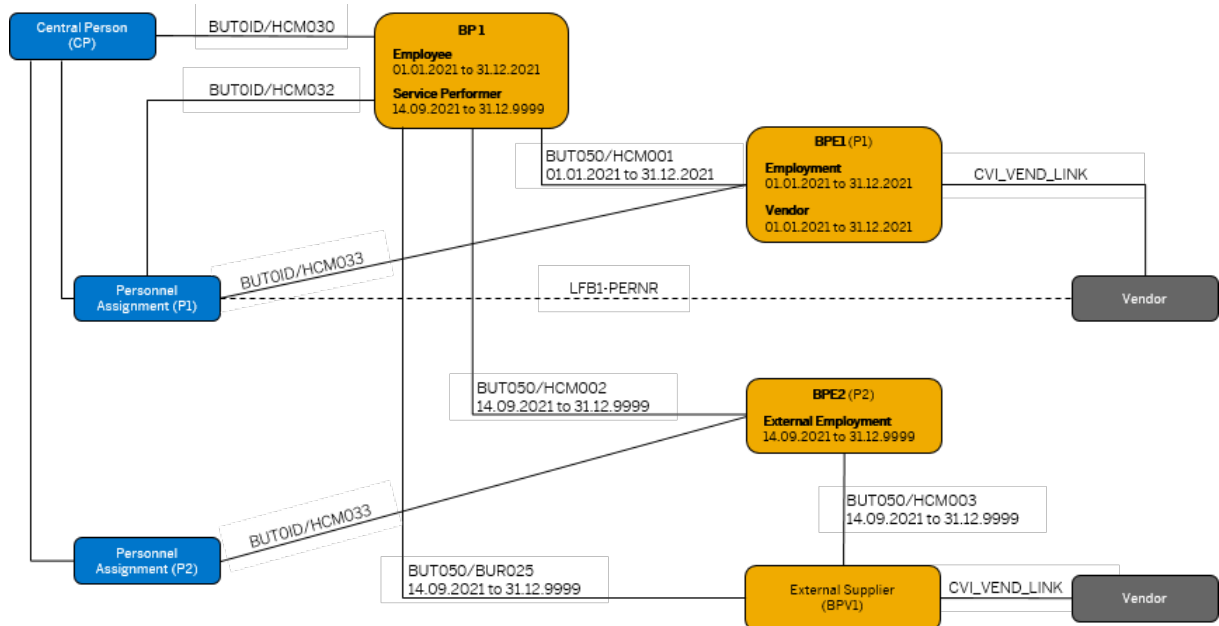 Central Person
(CP)
BUT0ID/HCM030
BP1
Employee
01.01.2021 to 31.12.2021
Service Performer
14.09.2021 to 31.12.9999
BUT0ID/HCM032
BUT050/HCM001
01.01.2021 to 31.12.2021
BPE1 (P1)
Employment
01.01.2021 to 31.12.2021
Vendor
01.01.2021 to 31.12.2021
CVI_VEND_LINK
BUT0ID/HCM033
Personnel
Assignment (P1)
LFB1-PERNR
Vendor
BUT050/HCM002
14.09.2021 to 31.12.9999
BPE2 (P2)
External Employment
14.09.2021 to 31.12.9999
BUT050/HCM003
14.09.2021 to 31.12.9999
BUT0ID/HCM033
Personnel
Assignment (P2)
BUT050/BUR025
14.09.2021 to 31.12.9999
External Supplier
(BPV1)
CVI_VEND_LINK
Vendor